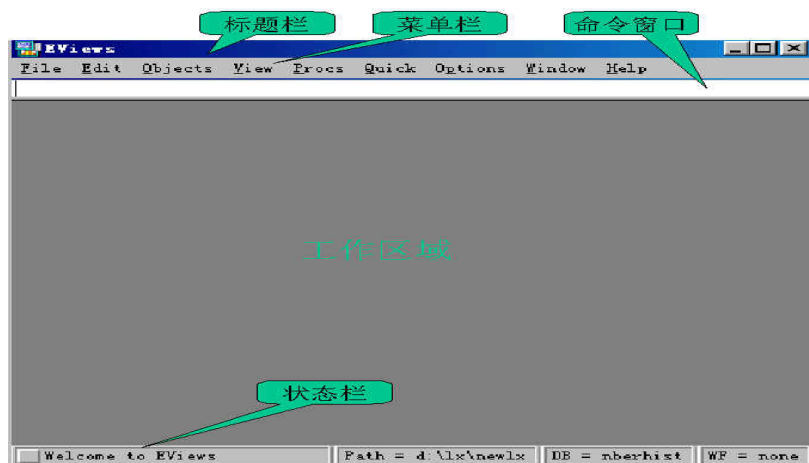 标题栏 菜单栏 命令窗口
EViews
File Edit Objects View Procs Quick Options Window Help
工作区域
状态栏
Welcome to EViews Path = d:\lx\newlx DB = nberhist WF = none